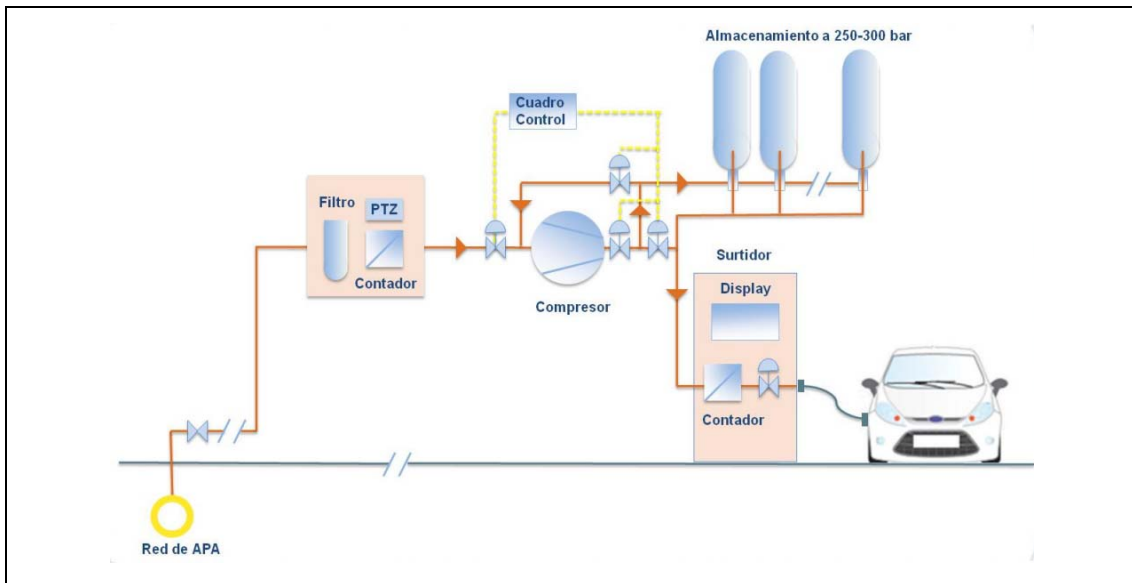 Almacenamiento a 250-300 bar
Cuadro
Control
Filtro
PTZ
Contador
Compresor
Surtidor
Display
Contador
Red de APA